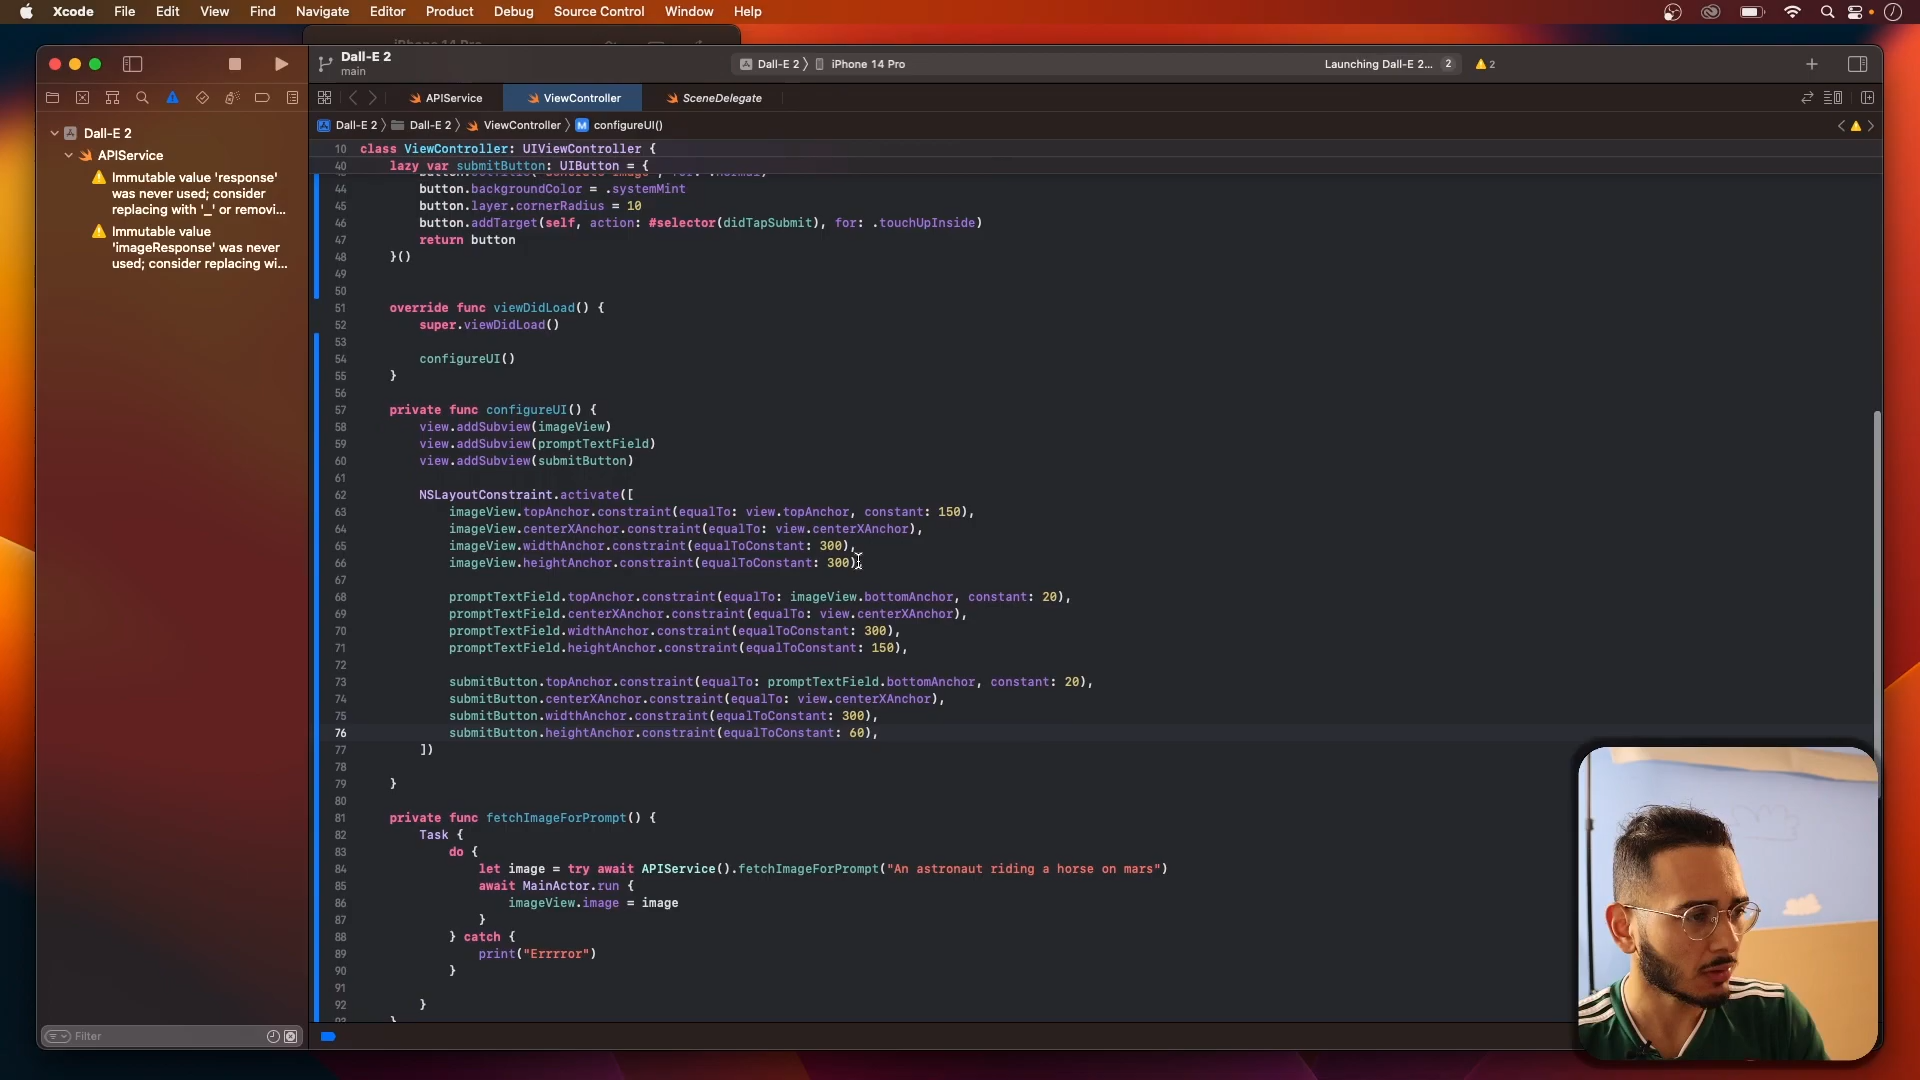 Xcode File Edit View Find Navigate Editor Product Debug Source Control Window Help
iPhone 14 Pro
Dall-E 2
main
Dall-E 2 iPhone 14 Pro
Launching Dall-E 2... 2
2
APIService
ViewController
SceneDelegate
Dall-E 2 Dall-E 2 ViewController M configureUI()
Dall-E 2
APIService
Immutable value 'response'
was never used; consider
replacing with '_' or removi...
Immutable value
'imageResponse' was never
used; consider replacing wi...
Filter
10 class ViewController: UIViewController {
40 lazy var submitButton: UIButton = {
44 button.backgroundColor = .systemMint
45 button.layer.cornerRadius = 10
46 button.addTarget(self, action: #selector(didTapSubmit), for: .touchUpInside)
47 return button
48 }()
49
50
51 override func viewDidLoad() {
52 super.viewDidLoad()
53
54 configureUI()
55 }
56
57 private func configureUI() {
58 view.addSubview(imageView)
59 view.addSubview(promptTextField)
60 view.addSubview(submitButton)
61
62 NSLayoutConstraint.activate([
63 imageView.topAnchor.constraint(equalTo: view.topAnchor, constant: 150),
64 imageView.centerXAnchor.constraint(equalTo: view.centerXAnchor),
65 imageView.widthAnchor.constraint(equalToConstant: 300),
66 imageView.heightAnchor.constraint(equalToConstant: 300),
67
68 promptTextField.topAnchor.constraint(equalTo: imageView.bottomAnchor, constant: 20),
69 promptTextField.centerXAnchor.constraint(equalTo: view.centerXAnchor),
70 promptTextField.widthAnchor.constraint(equalToConstant: 300),
71 promptTextField.heightAnchor.constraint(equalToConstant: 150),
72
73 submitButton.topAnchor.constraint(equalTo: promptTextField.bottomAnchor, constant: 20),
74 submitButton.centerXAnchor.constraint(equalTo: view.centerXAnchor),
75 submitButton.widthAnchor.constraint(equalToConstant: 300),
76 submitButton.heightAnchor.constraint(equalToConstant: 60),
77 ])
78
79 }
80
81 private func fetchImageForPrompt() {
82 Task {
83 do {
84 let image = try await APIService().fetchImageForPrompt("An astronaut riding a horse on mars")
85 await MainActor.run {
86 imageView.image = image
87 }
88 } catch {
89 print("Errrror")
90 }
91
92 }